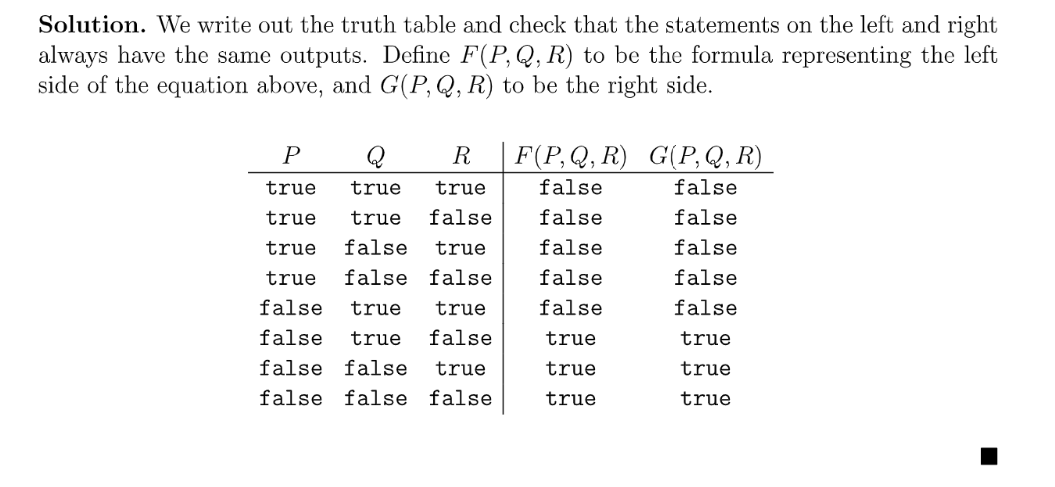 Solution. We write out the truth table and check that the statements on the left and right
always have the same outputs. Define F(P, Q, R) to be the formula representing the left
side of the equation above, and G(P, Q, R) to be the right side.
P Q R F(P, Q, R) G(P, Q, R)
true true true false false
true true false false false
true false true false false
true false false false false
false true true false false
false true false true true
false false true true true
false false false true true